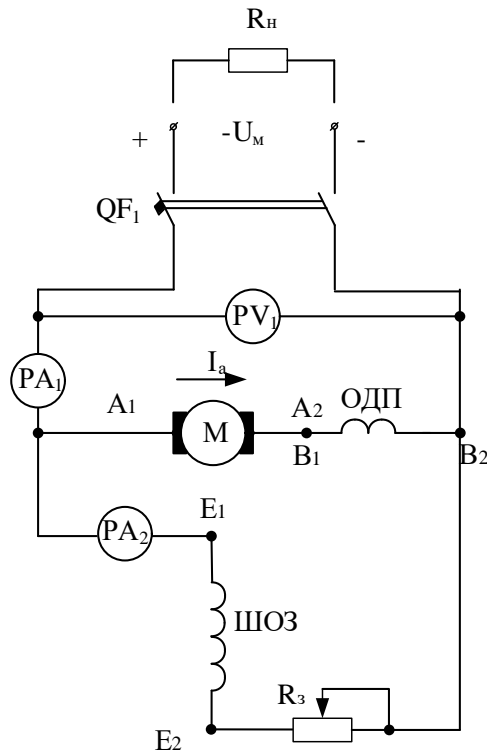 Rн
+ -Uм -
QF1
PV1
PA1
Ia
A1 М A2 ОДП
B1 B2
PA2 E1
ШОЗ
Rз
E2